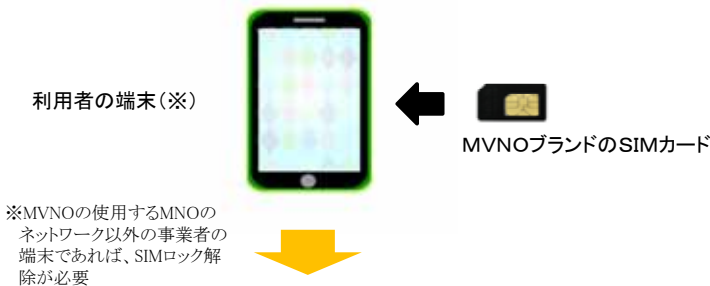 利用者の端末(※)
MVNOブランドのSIMカード
※MVNOの使用するMNOの
ネットワーク以外の事業者の
端末であれば、SIMロック解
除が必要